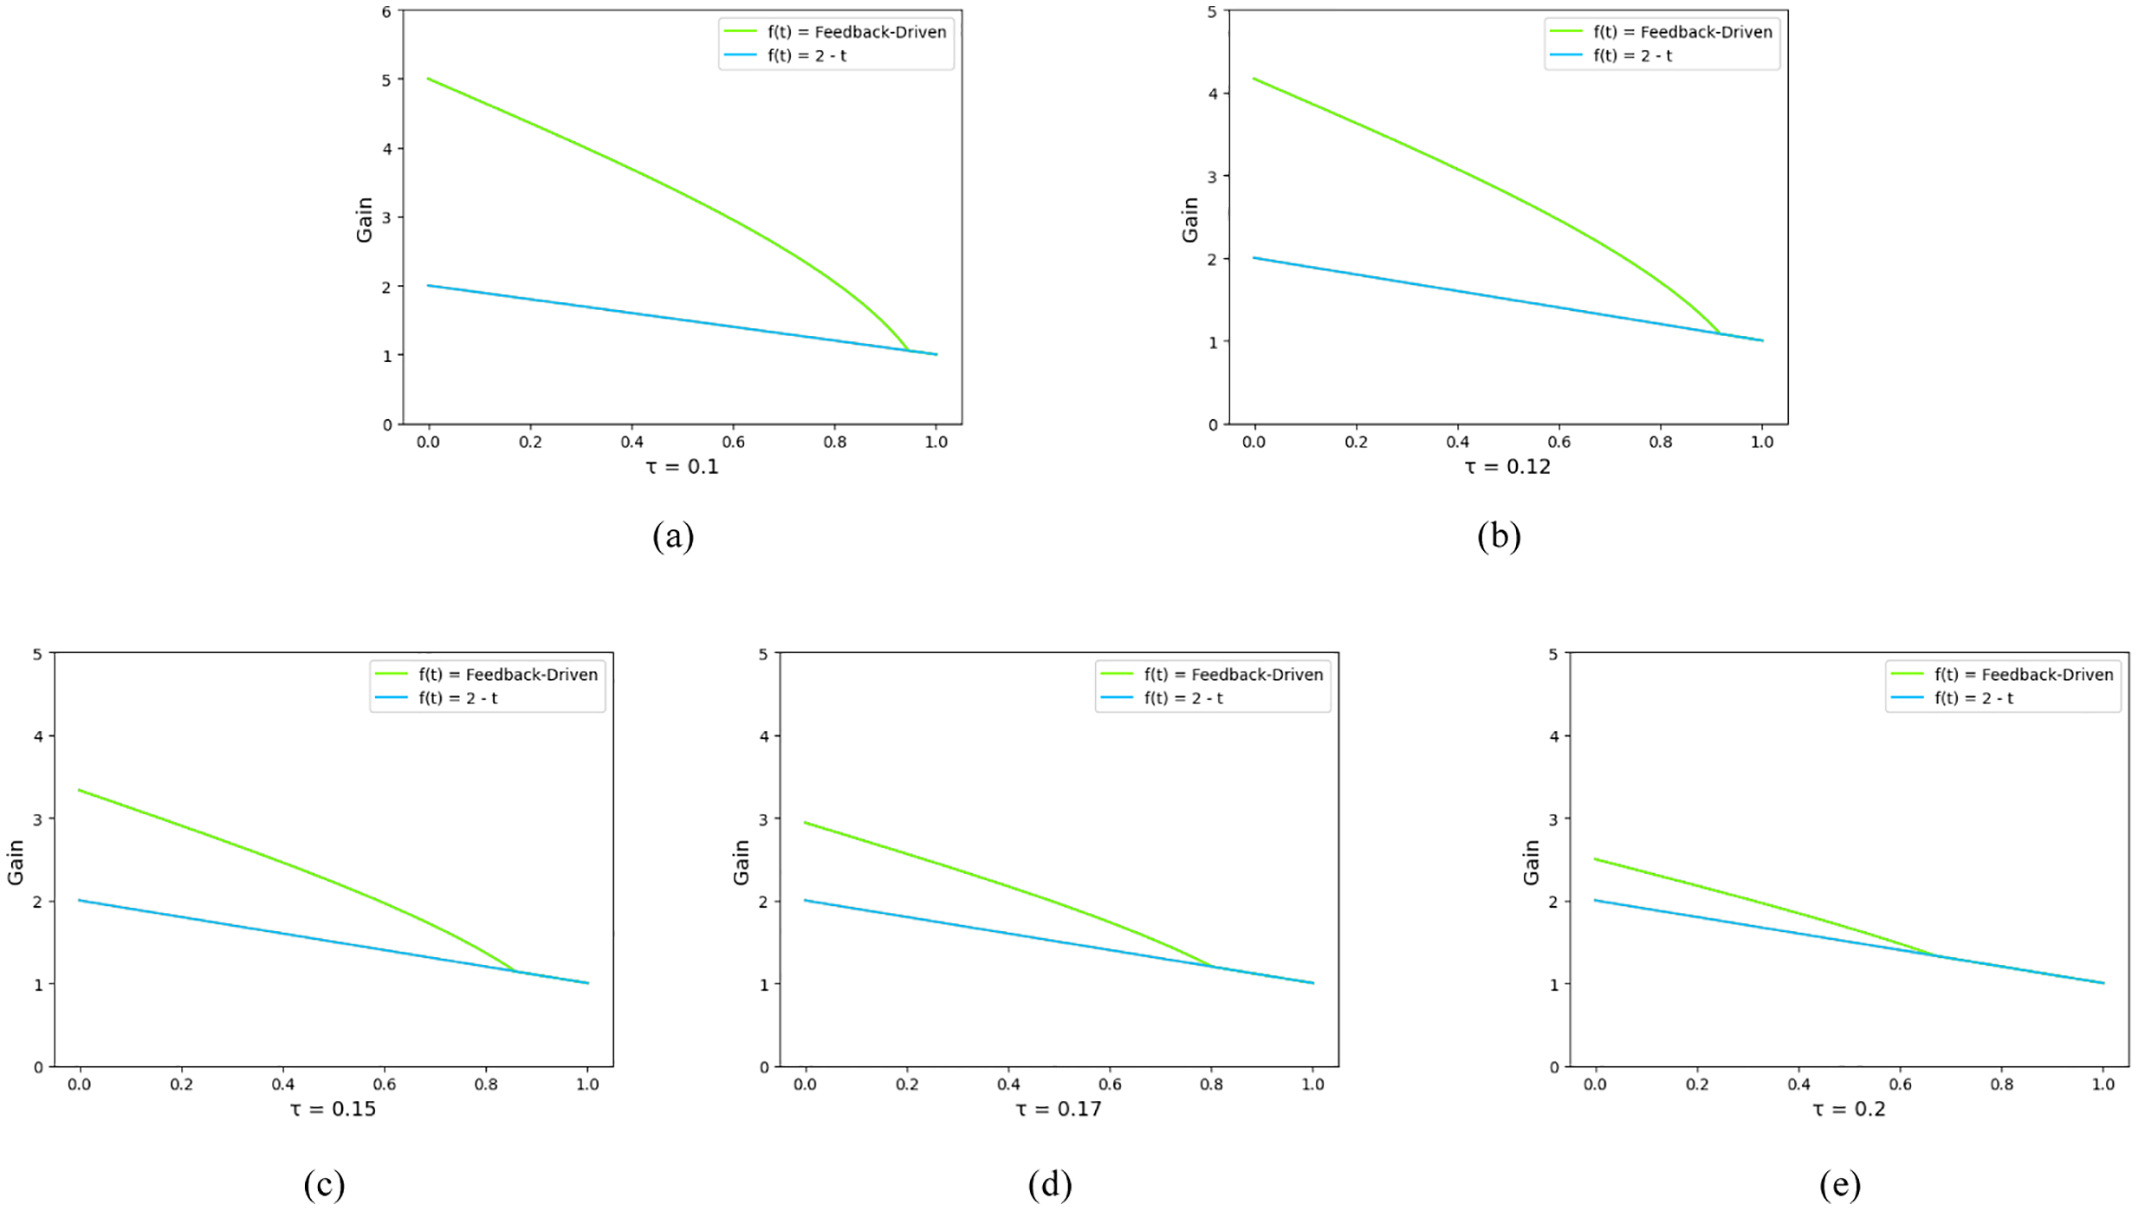 6
5
4
3
2
1
0
Gain
f(t) = Feedback-Driven
f(t) = 2 - t
0.0 0.2 0.4 0.6 0.8 1.0
τ = 0.1
(a)
5
4
3
2
1
0
Gain
f(t) = Feedback-Driven
f(t) = 2 - t
0.0 0.2 0.4 0.6 0.8 1.0
τ = 0.12
(b)
5
4
3
2
1
0
Gain
f(t) = Feedback-Driven
f(t) = 2 - t
0.0 0.2 0.4 0.6 0.8 1.0
τ = 0.15
(c)
5
4
3
2
1
0
Gain
f(t) = Feedback-Driven
f(t) = 2 - t
0.0 0.2 0.4 0.6 0.8 1.0
τ = 0.17
(d)
5
4
3
2
1
0
Gain
f(t) = Feedback-Driven
f(t) = 2 - t
0.0 0.2 0.4 0.6 0.8 1.0
τ = 0.2
(e)